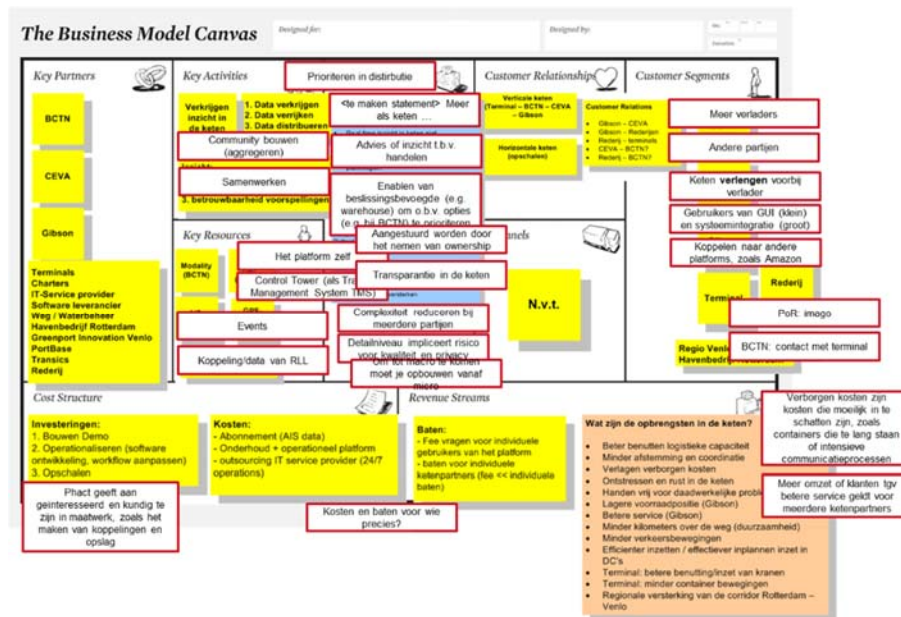 The Business Model Canvas
Designed for:
Designed by:
Key Partners
BCTN
CEVA
Gibson
Terminals
Charters
IT-Service provider
Software leverancier
Weg / Waterbeheer
Havenbedrijf Rotterdam
Greenport Innovation Venlo
PortBase
Transics
Rederij
Key Activities
Verkrijgen
inzicht in
de keten
1. Data verkrijgen
2. Data verrijken
3. Data distribueren
Community bouwen
(aggregeren)
Samenwerken
3. betrouwbaarheid voorspellingen
Key Resources
Modality
(BCTN)
Het platform zelf
Control Tower (als
Management System TMS)
Events
Koppeling/data van RLL
Prioriteren in distirbutie
<te maken statement> Meer
als keten ...
Advies of inzicht t.b.v.
handelen
Enablen van
beslissingsbevoegde (e.g.
warehouse) om o.b.v. opties
(e.g. bij BCTN) te prioriteren
Aangestuurd worden door
het nemen van ownership
Transparantie in de keten
Complexiteit reduceren bij
meerdere partijen
Detailniveau impliceert risico
voor kwaliteit en privacy
Om tot macro te komen
moet je opbouwen vanaf
micro
Customer Relationships
Verticale keten
(Terminal – BCTN – CEVA
– Gibson
Horizontale keten
(opschalen)
Customer Relations
• Gibson – CEVA
• Gibson – Rederijen
• Rederij – terminals
• CEVA – BCTN?
• Rederij – BCTN?
N.v.t.
Customer Segments
Meer verladers
Andere partijen
Keten verlengen voorbij
verlader
Gebruikers van GUI (klein)
en systeemintegratie (groot)
Koppelen naar andere
platforms, zoals Amazon
Rederij
Terminal
PoR: imago
BCTN: contact met terminal
Regio Venlo
Cost Structure
Investeringen:
1. Bouwen Demo
2. Operationaliseren (software
ontwikkeling, workflow aanpassen)
3. Opschalen
Kosten:
- Abonnement (AIS data)
- Onderhoud + operationeel platform
- outsourcing IT service provider (24/7
operations)
Phact geeft aan
geinteresseerd en kundig te
zijn in maatwerk, zoals het
maken van koppelingen en
opslag
Kosten en baten voor wie
precies?
Revenue Streams
Baten:
- Fee vragen voor individuele
gebruikers van het platform
- baten voor individuele
ketenpartners (fee << individuele
baten)
Wat zijn de opbrengsten in de keten?
• Beter benutten logistieke capaciteit
• Minder afstemming en coordinatie
• Verlagen verborgen kosten
• Ontstressen en rust in de keten
• Handen vrij voor daadwerkelijke
• Lagere voorraadpositie (Gibson)
• Betere service (Gibson)
• Minder kilometers over de weg (duurzaamheid)
• Minder verkeersbewegingen
• Efficienter inzetten / effectiever inplannen inzet in
DC's
• Terminal: betere benutting/inzet van kranen
• Terminal: minder container bewegingen
• Regionale versterking van de corridor Rotterdam –
Venlo
Verborgen kosten zijn
kosten die moeilijk in te
schatten zijn, zoals
containers die te lang staan
of intensieve
communicatieprocessen
Meer omzet of klanten tgv
betere service geldt voor
meerdere ketenpartners